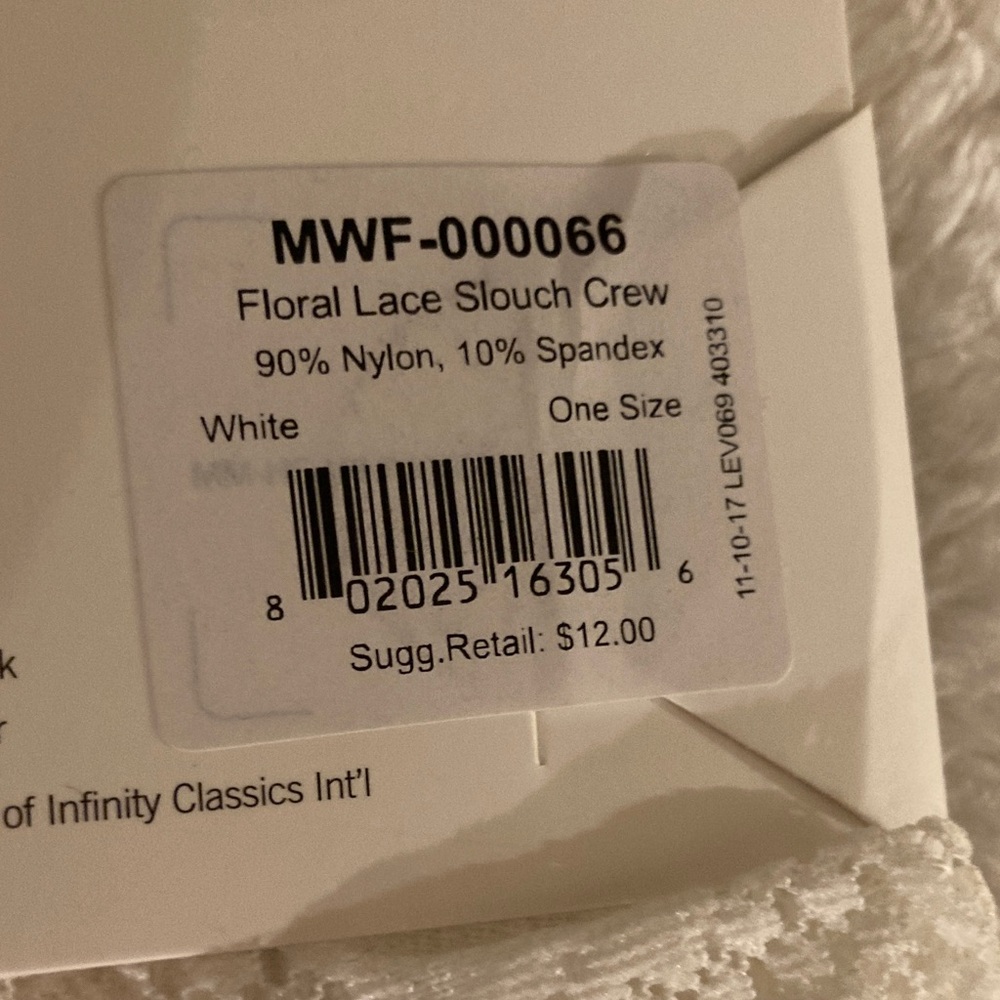 MWF-000066
Floral Lace Slouch Crew
90% Nylon, 10% Spandex
White
One Size
8 02025 16305 6
Sugg.Retail: $12.00
11-10-17 LEV069 403310
k
r
of Infinity Classics Int'l